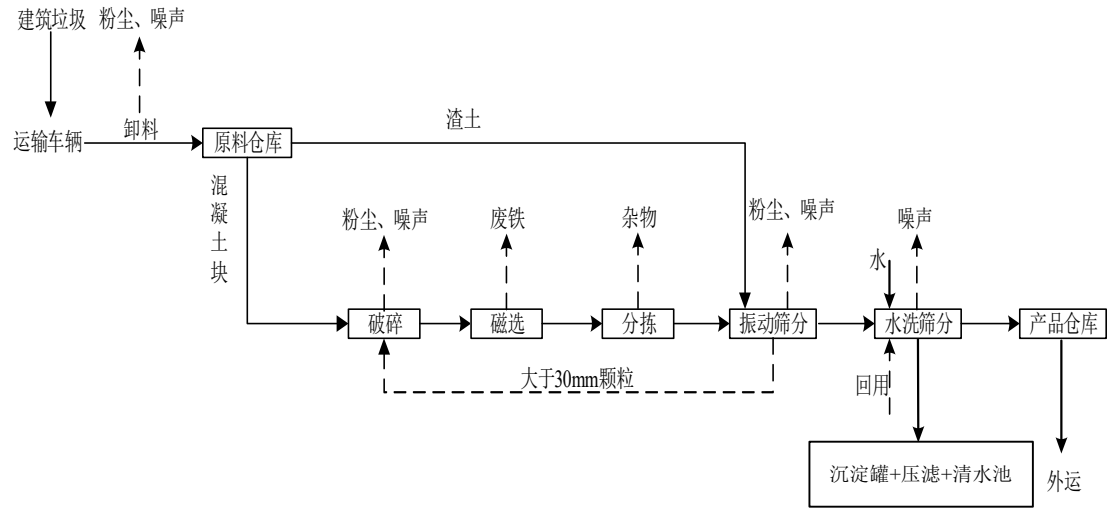 建筑垃圾
粉尘、噪声
运输车辆
卸料
原料仓库
渣土
混凝土块
粉尘、噪声
废铁
杂物
粉尘、噪声
噪声
水
破碎
磁选
分拣
振动筛分
水洗筛分
产品仓库
大于30mm颗粒
回用
沉淀罐+压滤+清水池
外运